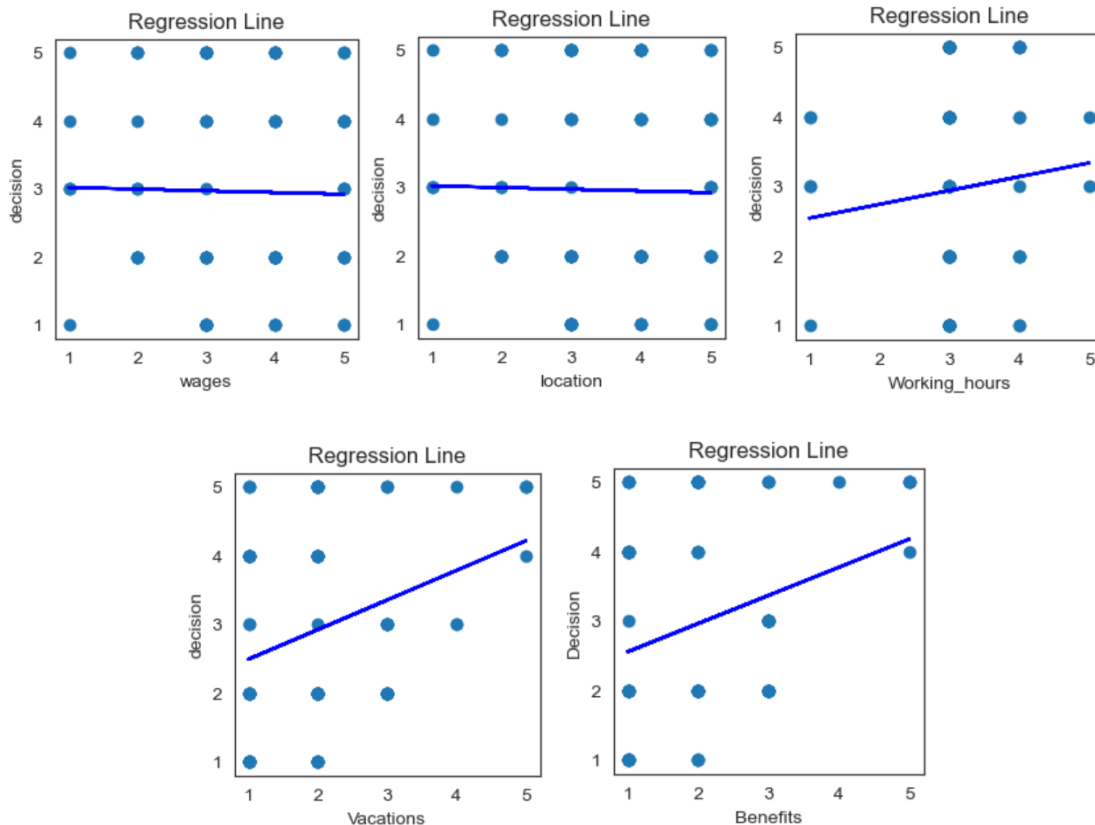 Regression Line
5
4
3
2
1
decision
1 2 3 4 5
wages
Regression Line
5
4
3
2
1
decision
1 2 3 4 5
location
Regression Line
5
4
3
2
1
decision
1 2 3 4 5
Working_hours
Regression Line
5
4
3
2
1
decision
1 2 3 4 5
Vacations
Regression Line
5
4
3
2
1
Decision
1 2 3 4 5
Benefits